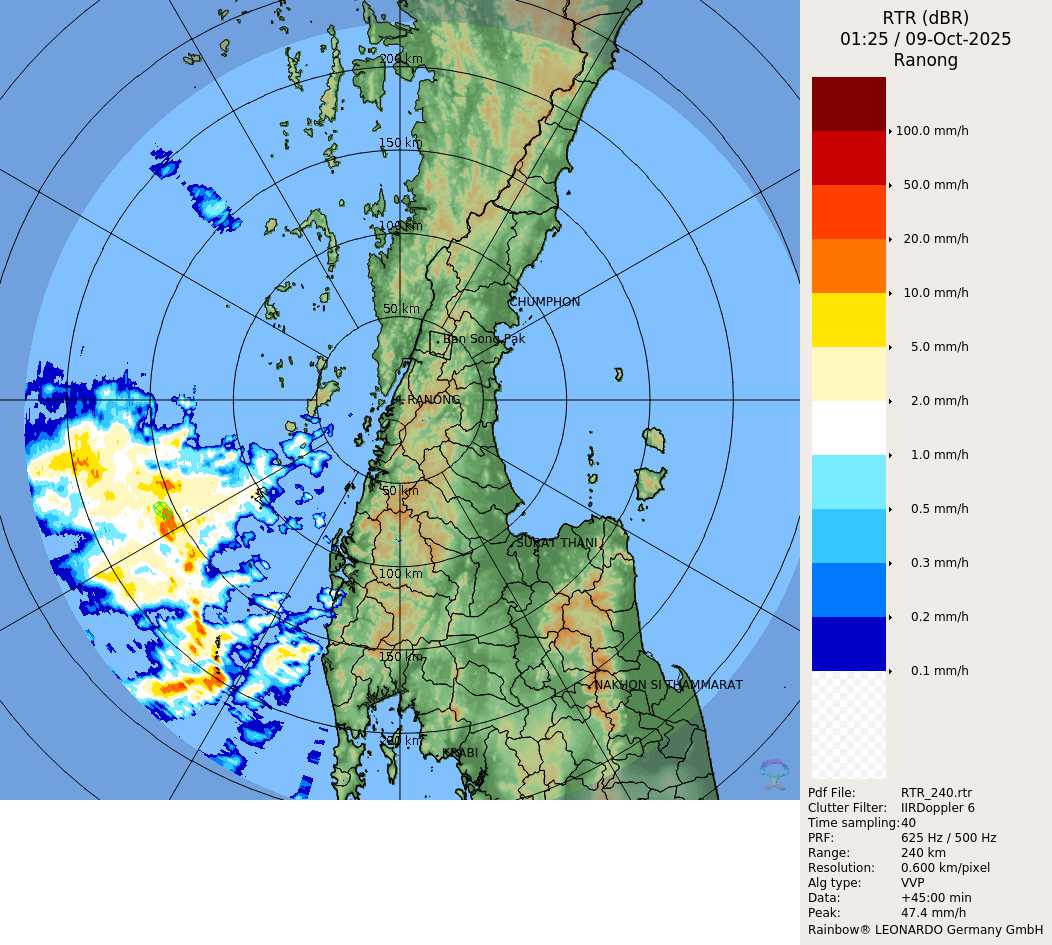 RTR (dBR)
01:25 / 09-Oct-2025
Ranong
200 km
150 km
100 km
50 km
CHUMPHON
Ban Song Pak
RANONG
50 km
SURAT THANI
100 km
150 km
NAKHON SI THAMMARAT
200 km
KRABI
100.0 mm/h
50.0 mm/h
20.0 mm/h
10.0 mm/h
5.0 mm/h
2.0 mm/h
1.0 mm/h
0.5 mm/h
0.3 mm/h
0.2 mm/h
0.1 mm/h
Pdf File: RTR_240.rtr
Clutter Filter: IIRDoppler 6
Time sampling:40
PRF: 625 Hz / 500 Hz
Range: 240 km
Resolution: 0.600 km/pixel
Alg type: VVP
Data: +45:00 min
Peak: 47.4 mm/h
Rainbow® LEONARDO Germany GmbH